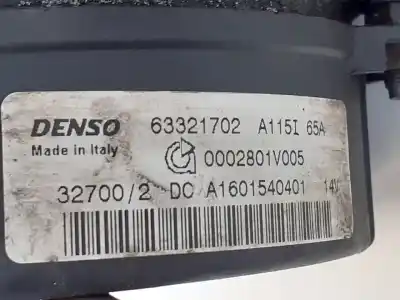 DENSO 63321702 A115I 65A
Made in Italy 0002801V005
32700/2 DC A1601540401 14V